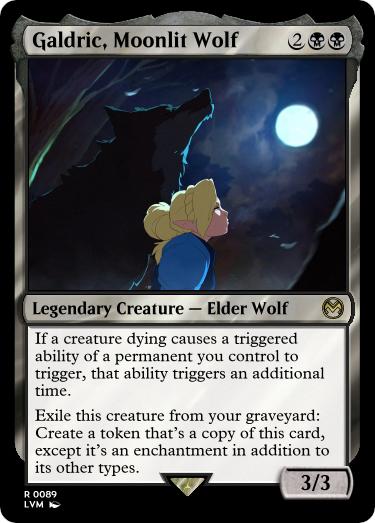 Galdric, Moonlit Wolf 2
Legendary Creature — Elder Wolf
If a creature dying causes a triggered
ability of a permanent you control to
trigger, that ability triggers an additional
time.
Exile this creature from your graveyard:
Create a token that's a copy of this card,
except it's an enchantment in addition to
its other types.
3/3
R 0089
LVM